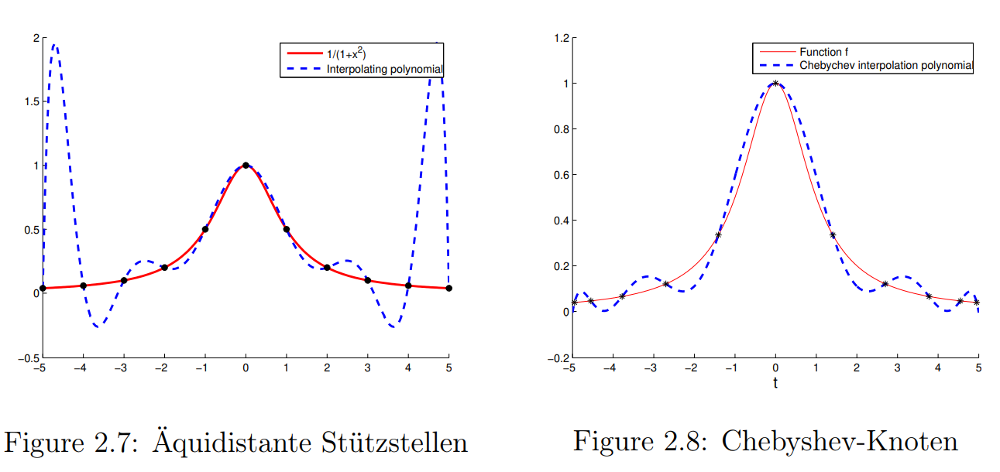 2
1.5
1
0.5
0
−0.5
−5 −4 −3 −2 −1 0 1 2 3 4 5
1/(1+x²)
Interpolating polynomial
Figure 2.7: Äquidistante Stützstellen
1.2
1
0.8
0.6
0.4
0.2
0
−0.2
−5 −4 −3 −2 −1 0 1 2 3 4 5
t
Function f
Chebychev interpolation polynomial
Figure 2.8: Chebyshev-Knoten